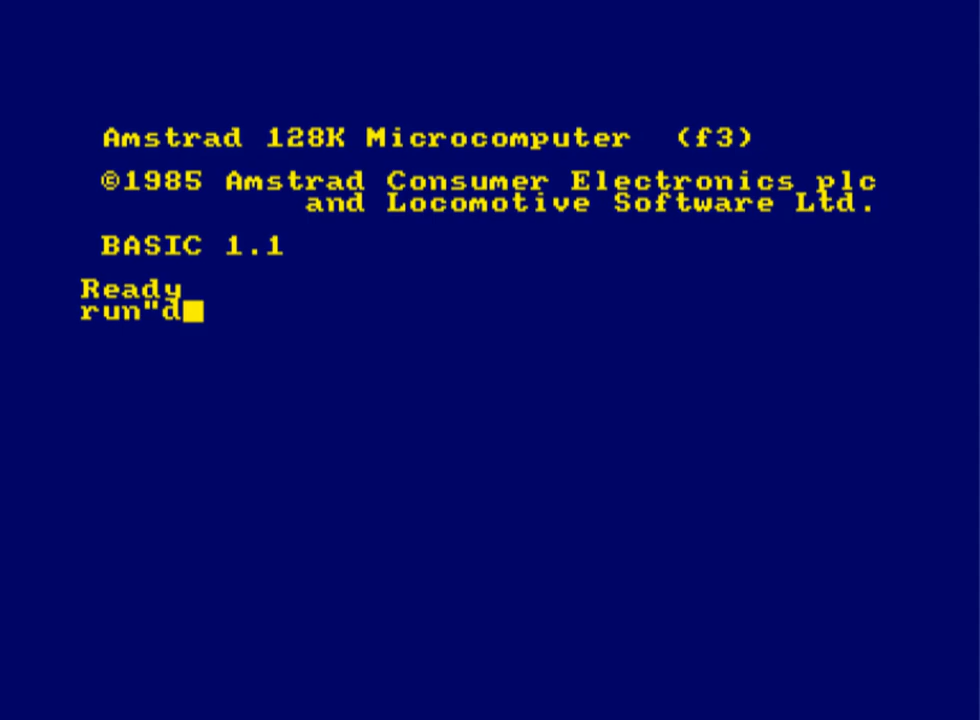 Amstrad 128K Microcomputer (f3)
©1985 Amstrad Consumer Electronics plc
and Locomotive Software Ltd.
BASIC 1.1
Ready
run"d